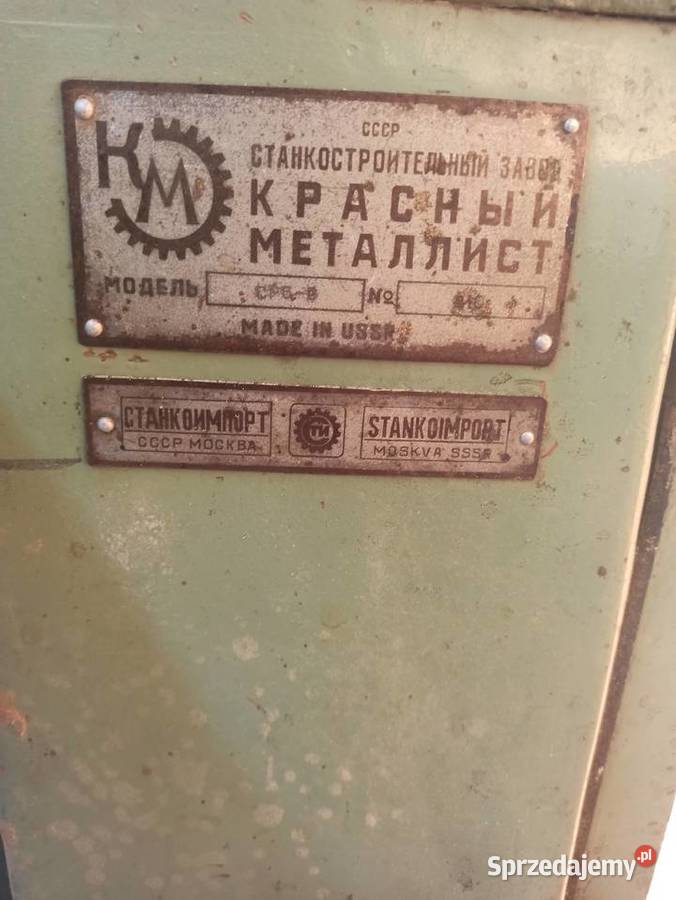 КМ
СССР
СТАНКОСТРОИТЕЛЬНЫЙ ЗАВОД
КРАСНЫЙ
МЕТАЛЛИСТ
МОДЕЛЬ №
MADE IN USSR
СТАНКОИМПОРТ
СССР МОСКВА
СТИ
STANKOIMPORT
MOSKVA SSSR
Sprzedajemy.pl